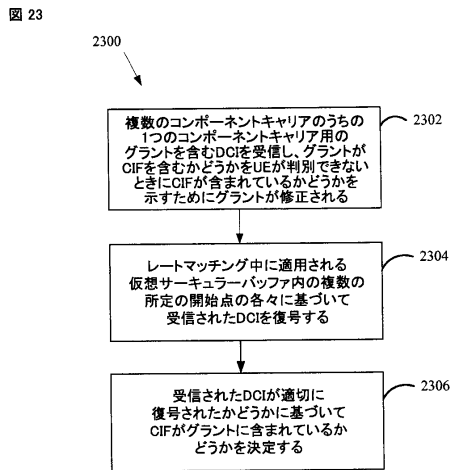 図 23
2300
複数のコンポーネントキャリアのうちの
1つのコンポーネントキャリア用の
グラントを含むDCIを受信し、グラントが
CIFを含むかどうかをUEが判別できない
ときにCIFが含まれているかどうかを
示すためにグラントが修正される
2302
レートマッチング中に適用される
仮想サーキュラーバッファ内の複数の
所定の開始点の各々に基づいて
受信されたDCIを復号する
2304
受信されたDCIが適切に
復号されたかどうかに基づいて
CIFがグラントに含まれているか
どうかを決定する
2306